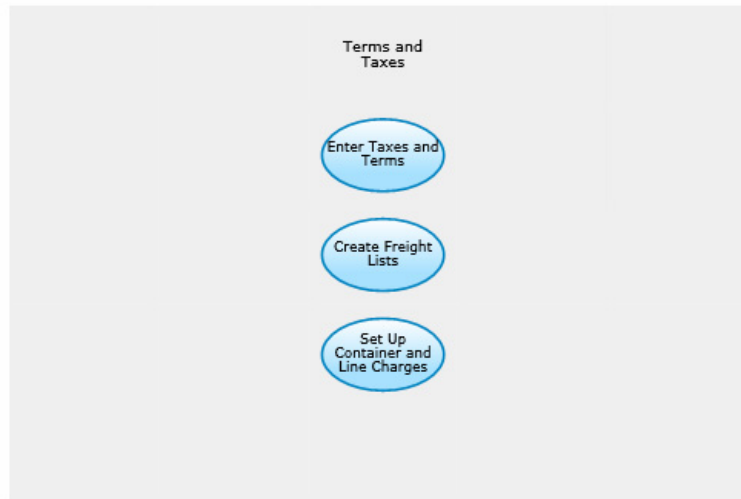 Terms and
Taxes
Enter Taxes and
Terms
Create Freight
Lists
Set Up
Container and
Line Charges